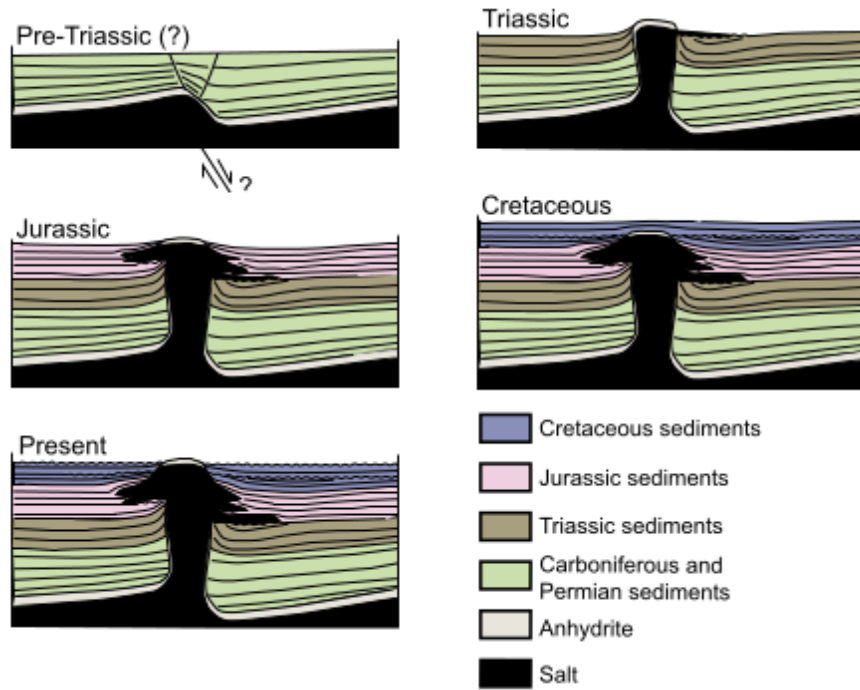 Pre-Triassic (?)
Triassic
?
Jurassic
Cretaceous
Present
Cretaceous sediments
Jurassic sediments
Triassic sediments
Carboniferous and
Permian sediments
Anhydrite
Salt